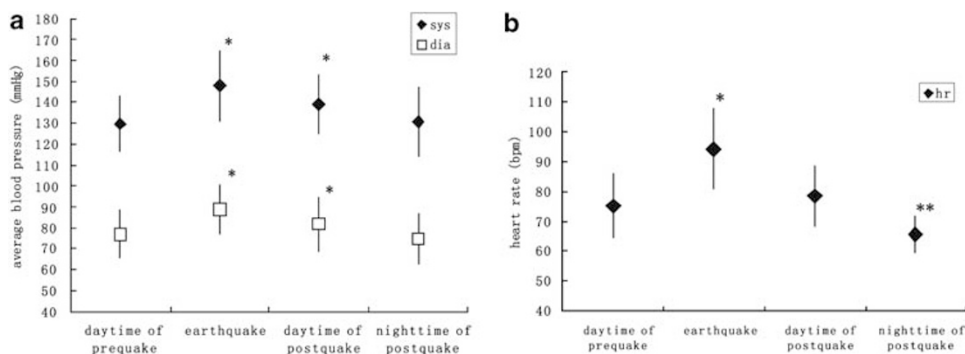 a
sys
dia
average blood pressure (mmHg)
180
170
160
150
140
130
120
110
100
90
80
70
60
50
40
*
*
*
*
daytime of
prequake
earthquake
daytime of
postquake
nighttime of
postquake
b
hr
heart rate (bpm)
120
110
100
90
80
70
60
50
40
*
**
daytime of
prequake
earthquake
daytime of
postquake
nighttime of
postquake